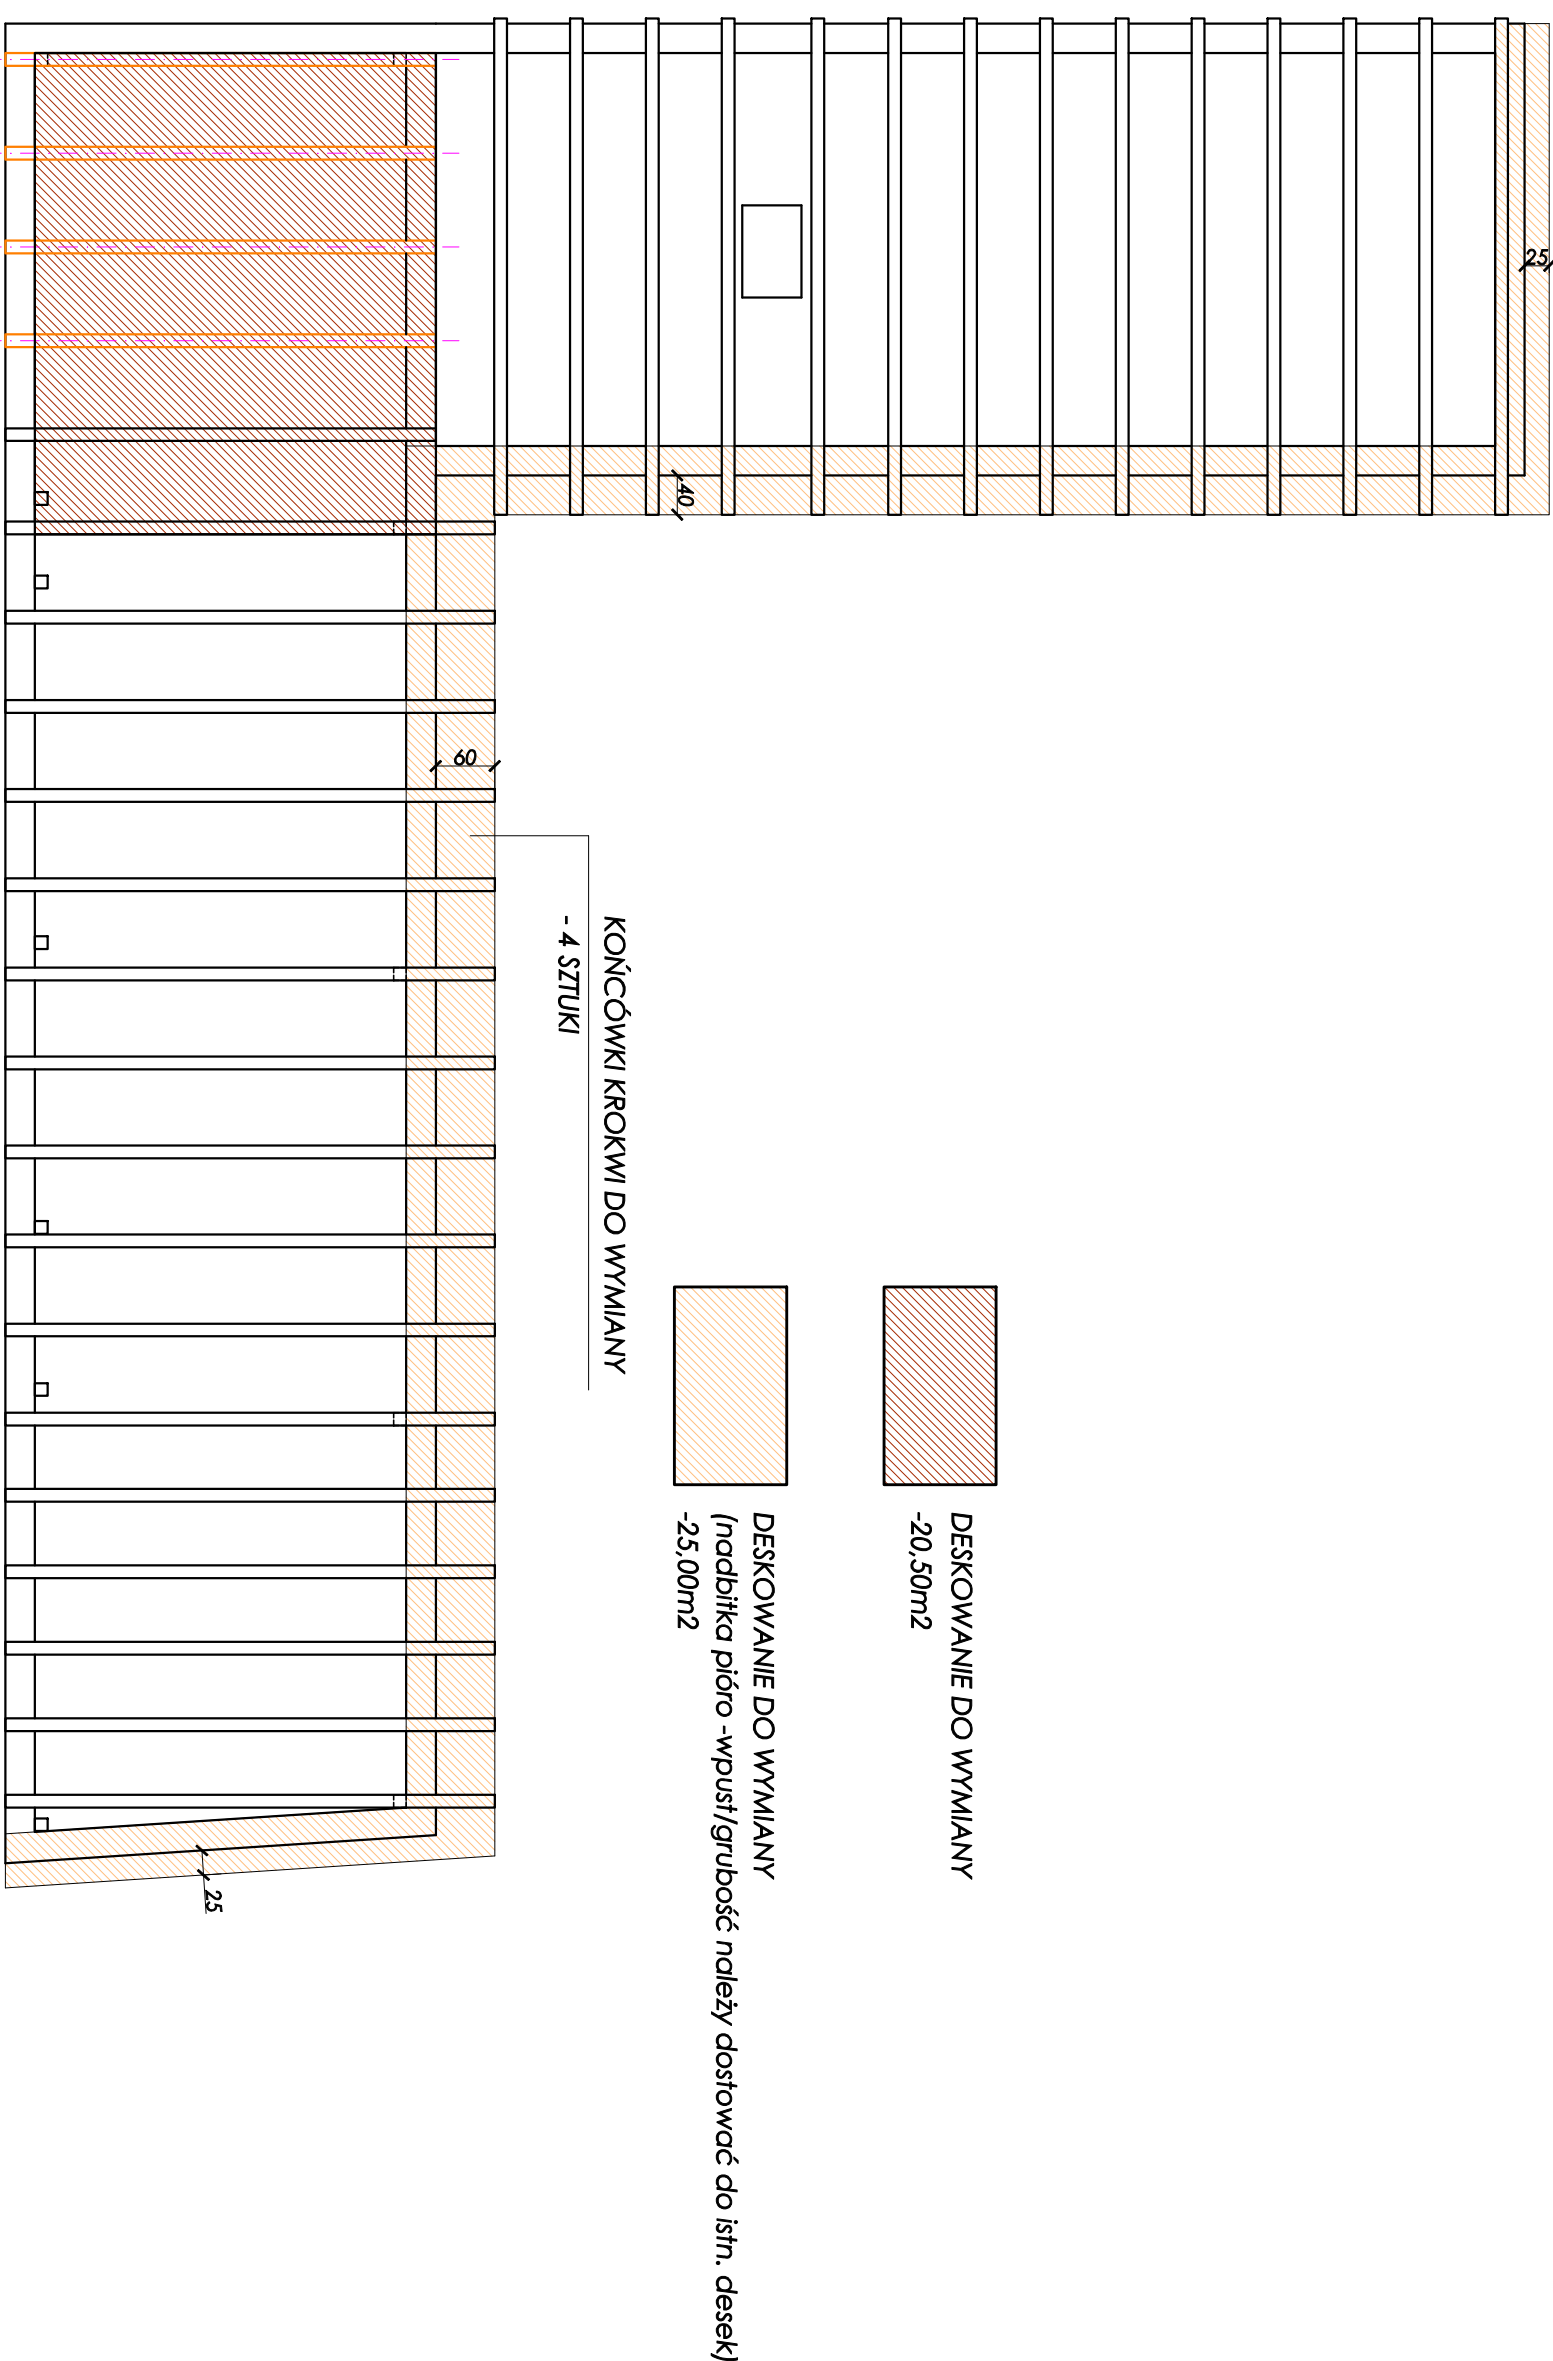 DESKOWANIE DO WYMIANY
-20,50m2
DESKOWANIE DO WYMIANY
(nadbitka pióro -wpust/grubość należy dostować do istn. desek)
-25,00m2
KOŃCÓWKI KROKWI DO WYMIANY
- 4 SZTUKI
25
40
60
25